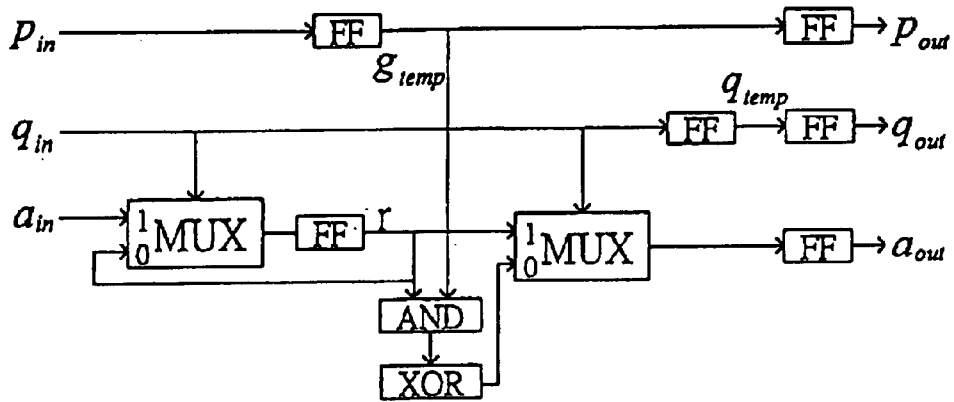 p_in FF FF p_out
g_temp
q_temp
q_in FF FF q_out
a_in 1 MUX FF r 1 MUX FF a_out
0 0
AND
XOR